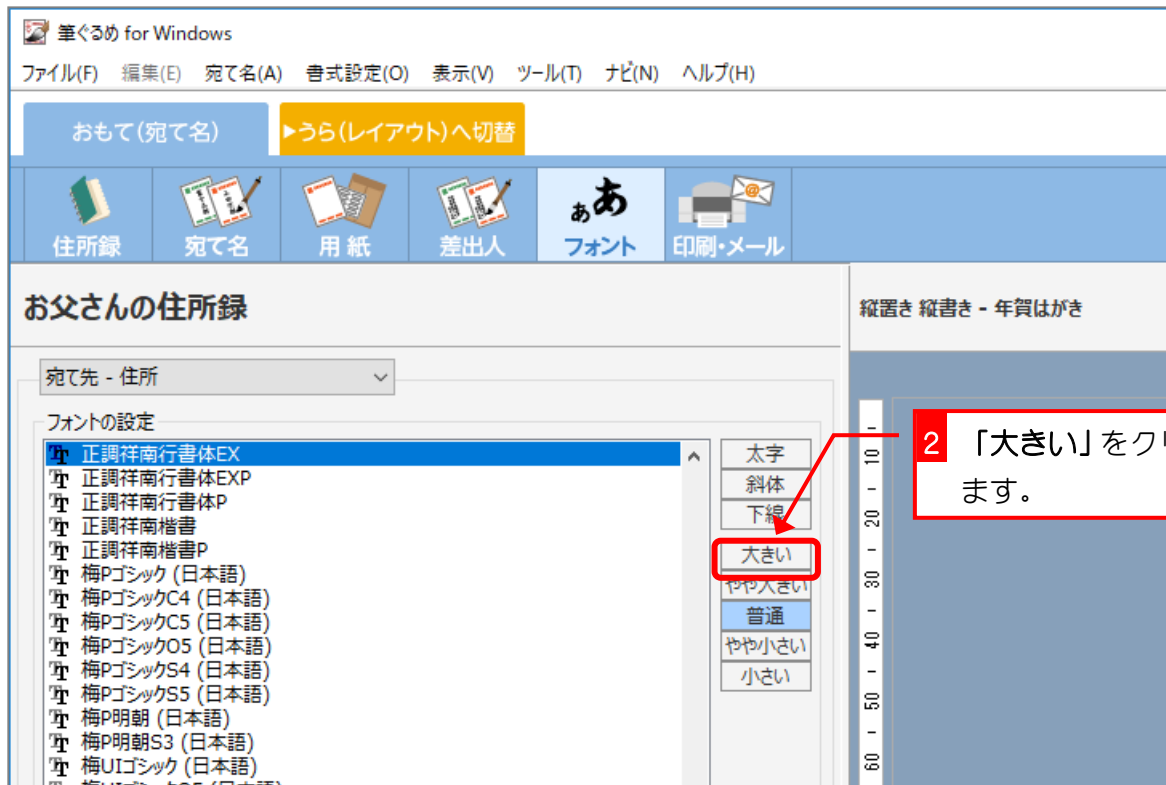 筆ぐるめ for Windows
ファイル(F) 編集(E) 宛て名(A) 書式設定(O) 表示(V) ツール(T) ナビ(N) ヘルプ(H)
おもて(宛て名) ▶うら(レイアウト)へ切替
住所録 宛て名 用紙 差出人 フォント 印刷・メール
お父さんの住所録
縦置き 縦書き - 年賀はがき
宛て先 - 住所
フォントの設定
正調祥南行書体EX
正調祥南行書体EXP
正調祥南行書体P
正調祥南楷書
正調祥南楷書P
梅Pゴシック (日本語)
梅PゴシックC4 (日本語)
梅PゴシックC5 (日本語)
梅PゴシックO5 (日本語)
梅PゴシックS4 (日本語)
梅PゴシックS5 (日本語)
梅P明朝 (日本語)
梅P明朝S3 (日本語)
梅UIゴシック (日本語)
太字
斜体
下線
大きい
やや大きい
普通
やや小さい
小さい
10
20
30
40
50
60
2 「大きい」をク
ます。